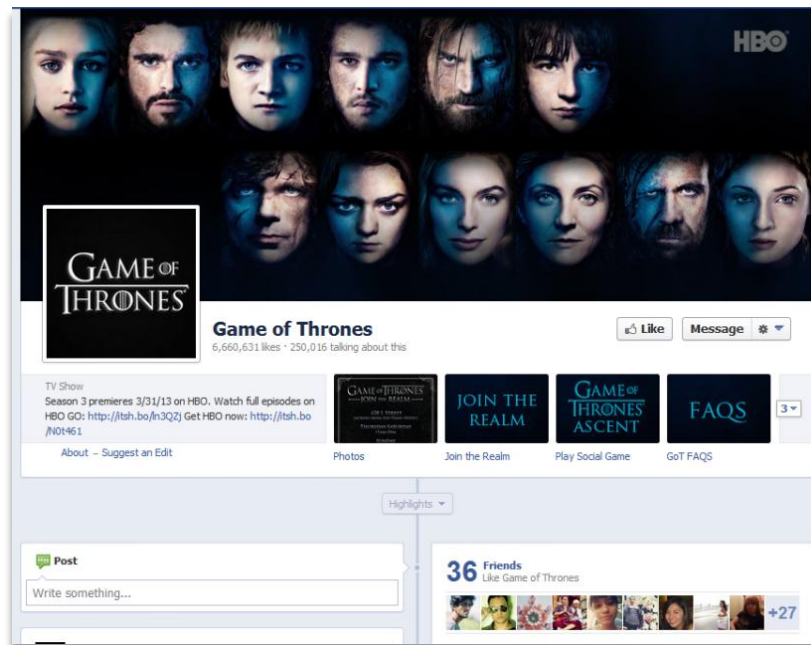 HBO
GAME OF
THRONES
Game of Thrones
6,660,631 likes · 250,016 talking about this
Like
Message
TV Show
Season 3 premieres 3/31/13 on HBO. Watch full episodes on
HBO GO: http://itsh.bo/ln3QZj Get HBO now: http://itsh.bo
/N0t461
About – Suggest an Edit
GAME OF THRONES
JOIN THE REALM
Photos
JOIN THE
REALM
Join the Realm
GAME OF
THRONES
ASCENT
Play Social Game
FAQS
GoT FAQS
3
Highlights
Post
Write something...
36 Friends
Like Game of Thrones
+27